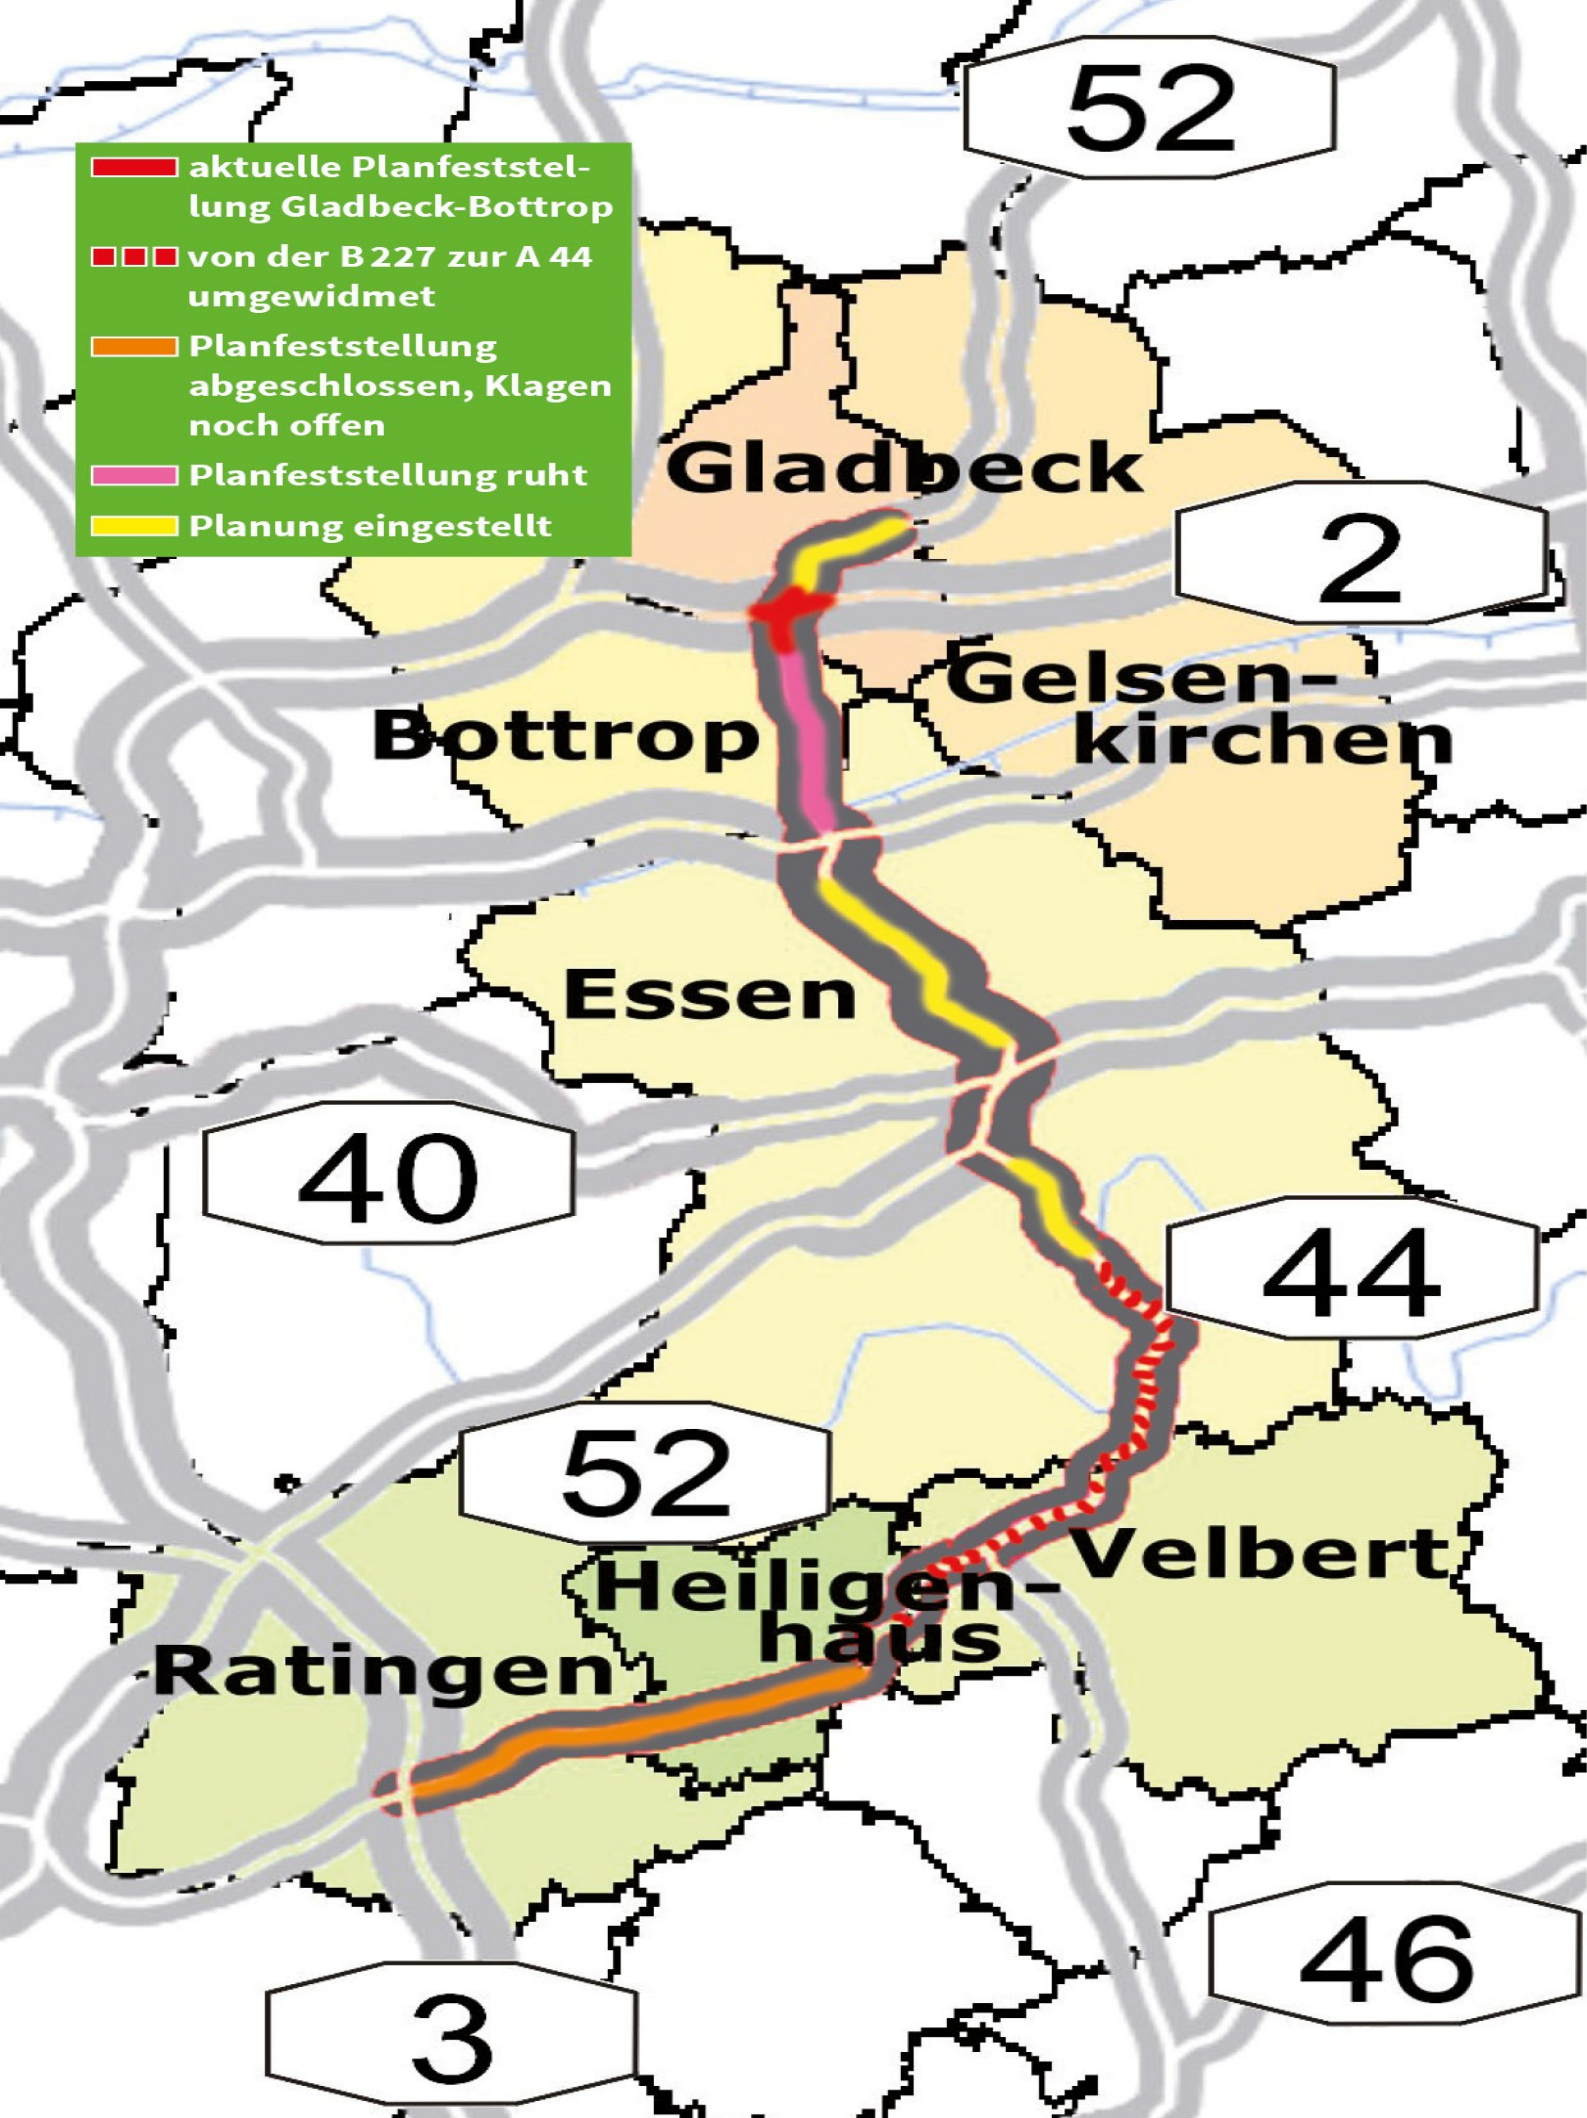 52
aktuelle Planfeststel-
lung Gladbeck-Bottrop
von der B 227 zur A 44
umgewidmet
Planfeststellung
abgeschlossen, Klagen
noch offen
Planfeststellung ruht
Planung eingestellt
Gladbeck
2
Gelsen-
kirchen
Bottrop
Essen
40
44
52
Velbert
Heiligen-
haus
Ratingen
46
3